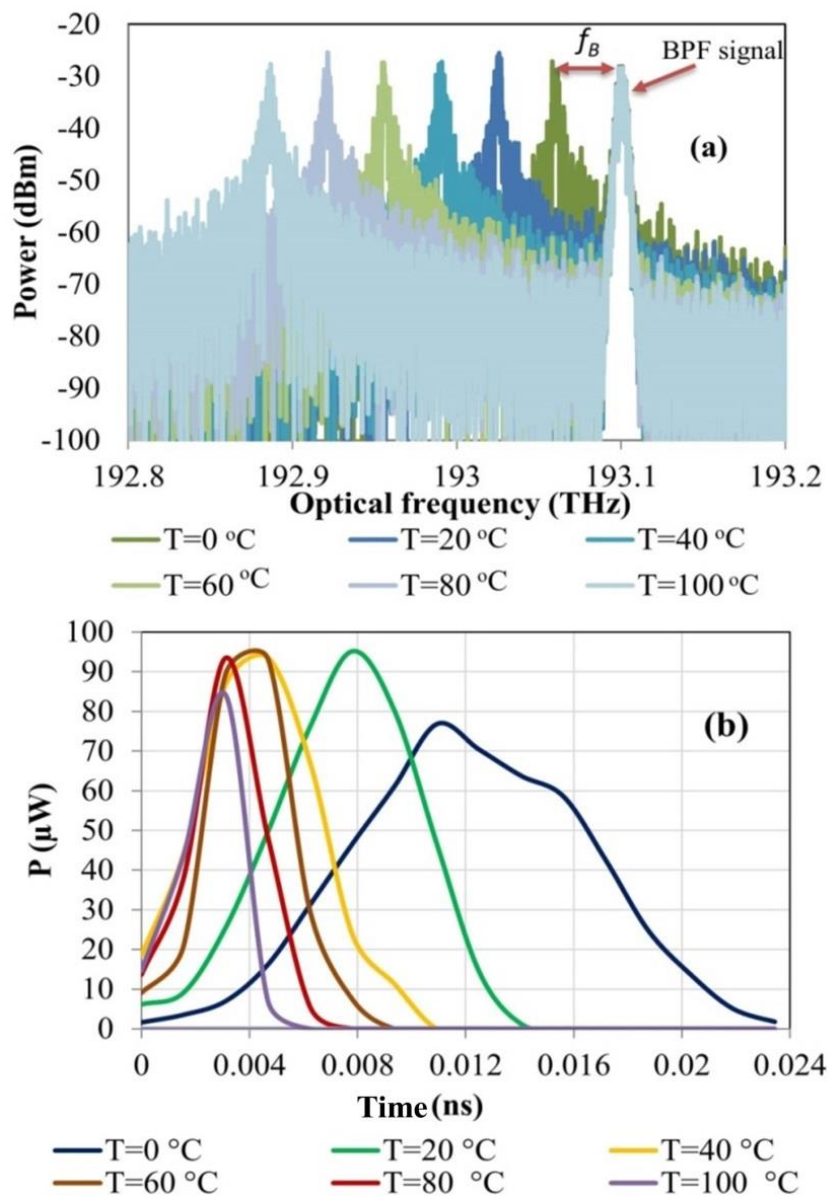 -20
-30
-40
-50
-60
-70
-80
-90
-100
Power (dBm)
f_B
BPF signal
(a)
192.8 192.9 193 193.1 193.2
Optical frequency (THz)
T=0 °C T=20 °C T=40 °C
T=60 °C T=80 °C T=100 °C
100
90
80
70
60
50
40
30
20
10
0
P (µW)
(b)
0 0.004 0.008 0.012 0.016 0.02 0.024
Time (ns)
T=0 °C T=20 °C T=40 °C
T=60 °C T=80 °C T=100 °C